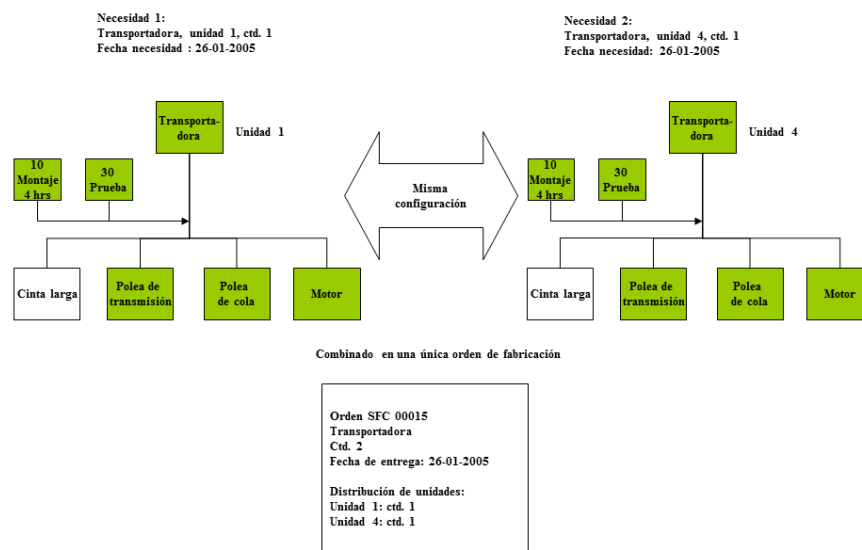 Necesidad 1:
Transportadora, unidad 1, ctd. 1
Fecha necesidad : 26-01-2005
Necesidad 2:
Transportadora, unidad 4, ctd. 1
Fecha necesidad: 26-01-2005
Transporta-
dora
Unidad 1
10
Montaje
4 hrs
30
Prueba
Misma
configuración
Transporta-
dora
Unidad 4
10
Montaje
4 hrs
30
Prueba
Cinta larga
Polea de
transmisión
Polea
de cola
Motor
Cinta larga
Polea de
transmisión
Polea
de cola
Motor
Combinado en una única orden de fabricación
Orden SFC 00015
Transportadora
Ctd. 2
Fecha de entrega: 26-01-2005
Distribución de unidades:
Unidad 1: ctd. 1
Unidad 4: ctd. 1